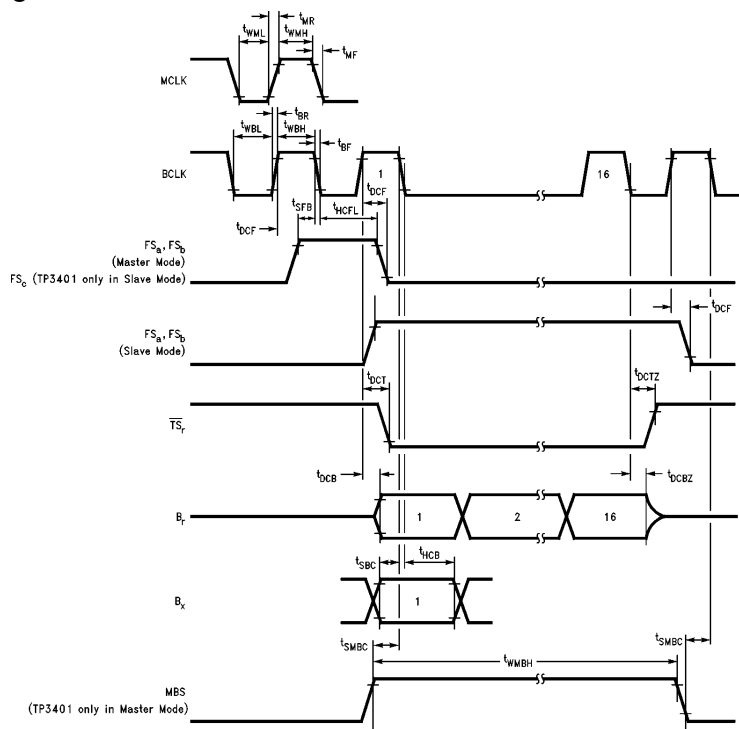 tMR
tWML tWMH
tMF
MCLK
tBR
tWBL tWBH
tBF
BCLK 1 16
tDCF
tSFB tHCFL
tDCF
FSa, FSb
(Master Mode)
FSc (TP3401 only in Slave Mode)
tDCF
FSa, FSb
(Slave Mode)
tDCT tDCTZ
TSr
tDCB tDCBZ
Br 1 2 16
tSBC tHCB
Bx 1
tSMBC tSMBC
tWMBH
MBS
(TP3401 only in Master Mode)